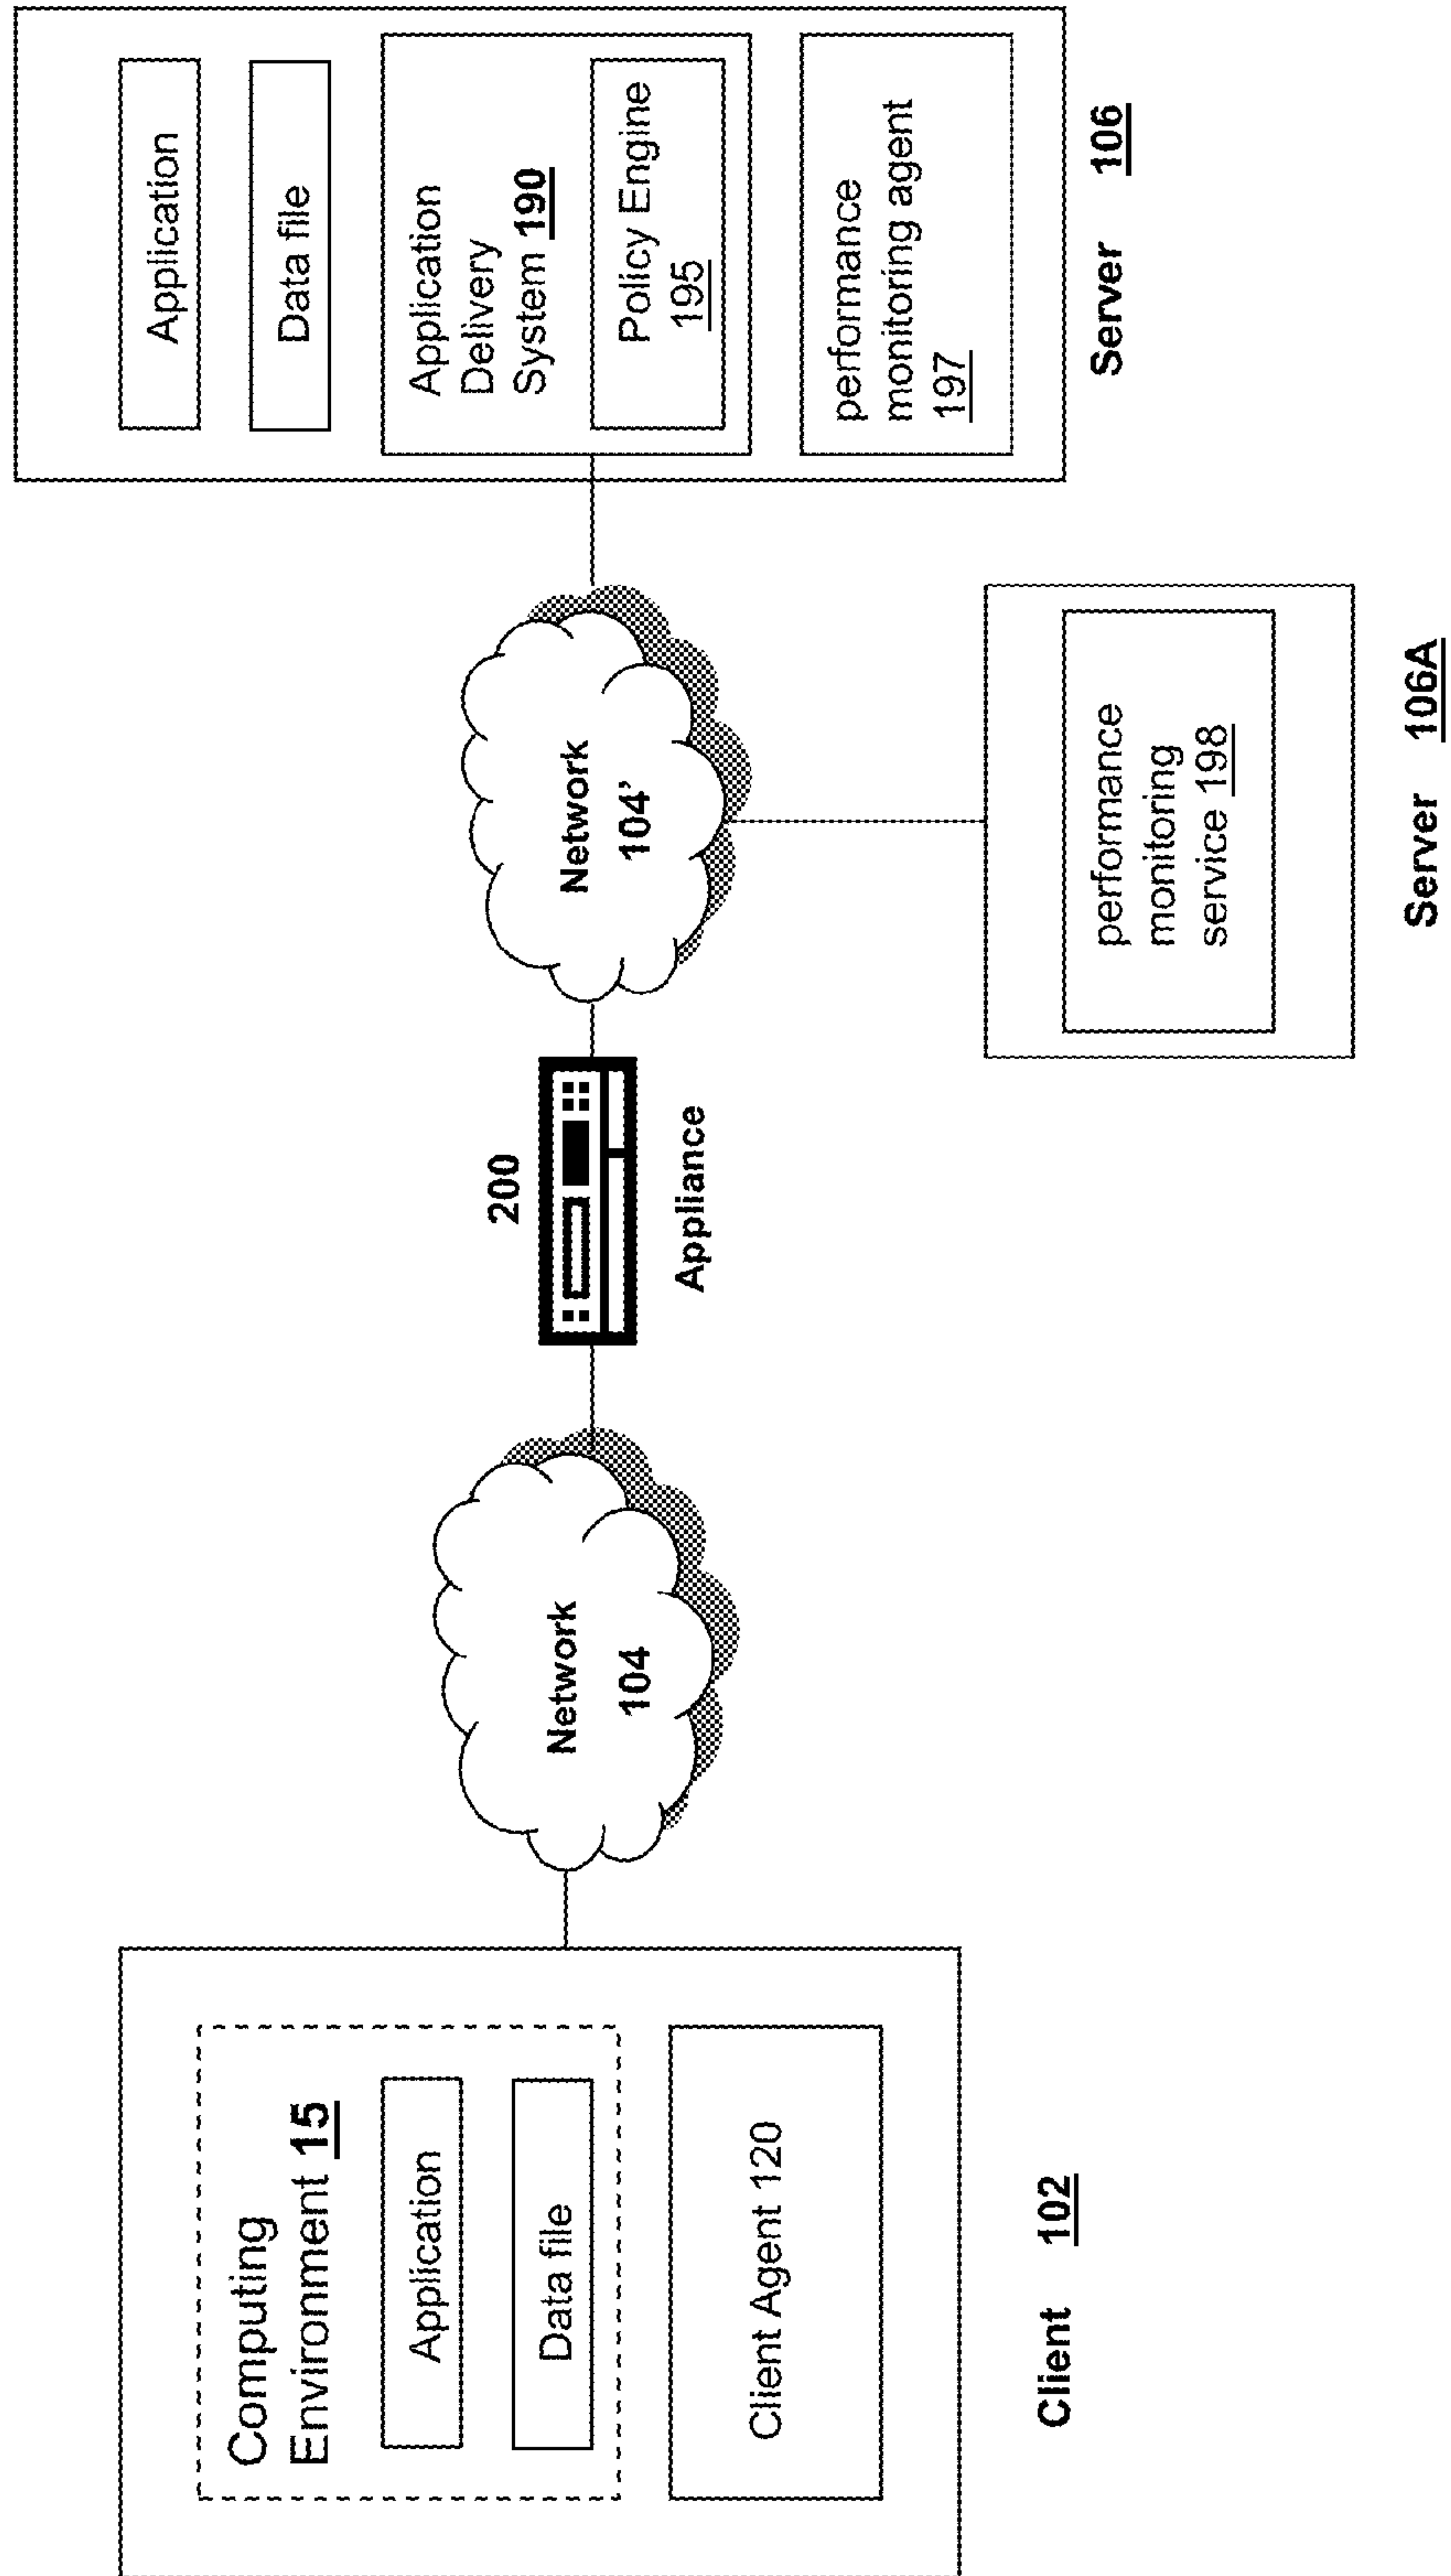 Computing
Environment 15
Application
Data file
Client Agent 120
Client 102
Network
104
200
Appliance
Network
104’
performance
monitoring
service 198
Server 106A
Application
Data file
Application
Delivery
System 190
Policy Engine
195
performance
monitoring agent
197
Server 106